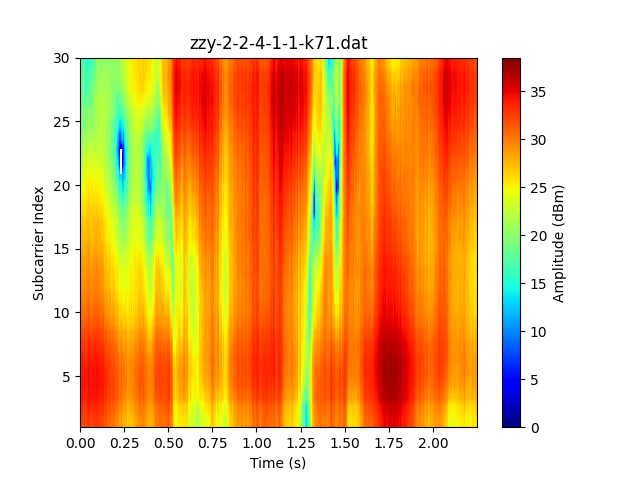 zzy-2-2-4-1-1-k71.dat
30
25
20
15
10
5
Subcarrier Index
0.00 0.25 0.50 0.75 1.00 1.25 1.50 1.75 2.00
Time (s)
35
30
25
20
15
10
5
0
Amplitude (dBm)